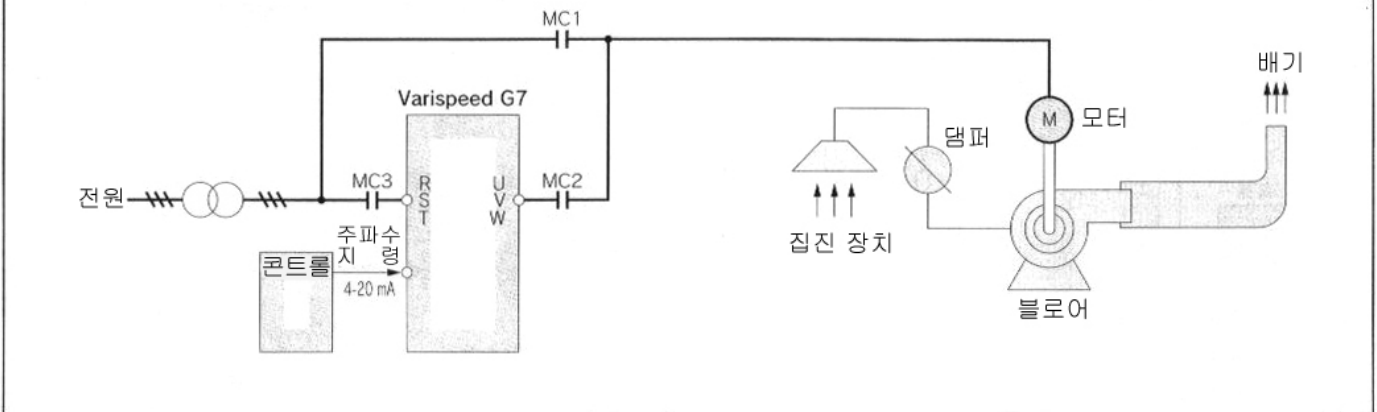 MC1
배기
Varispeed G7
M 모터
댐퍼
전원
MC3
R
S
T
U
V
W
MC2
주파수
지 령
콘트롤
4-20 mA
집진 장치
블로어